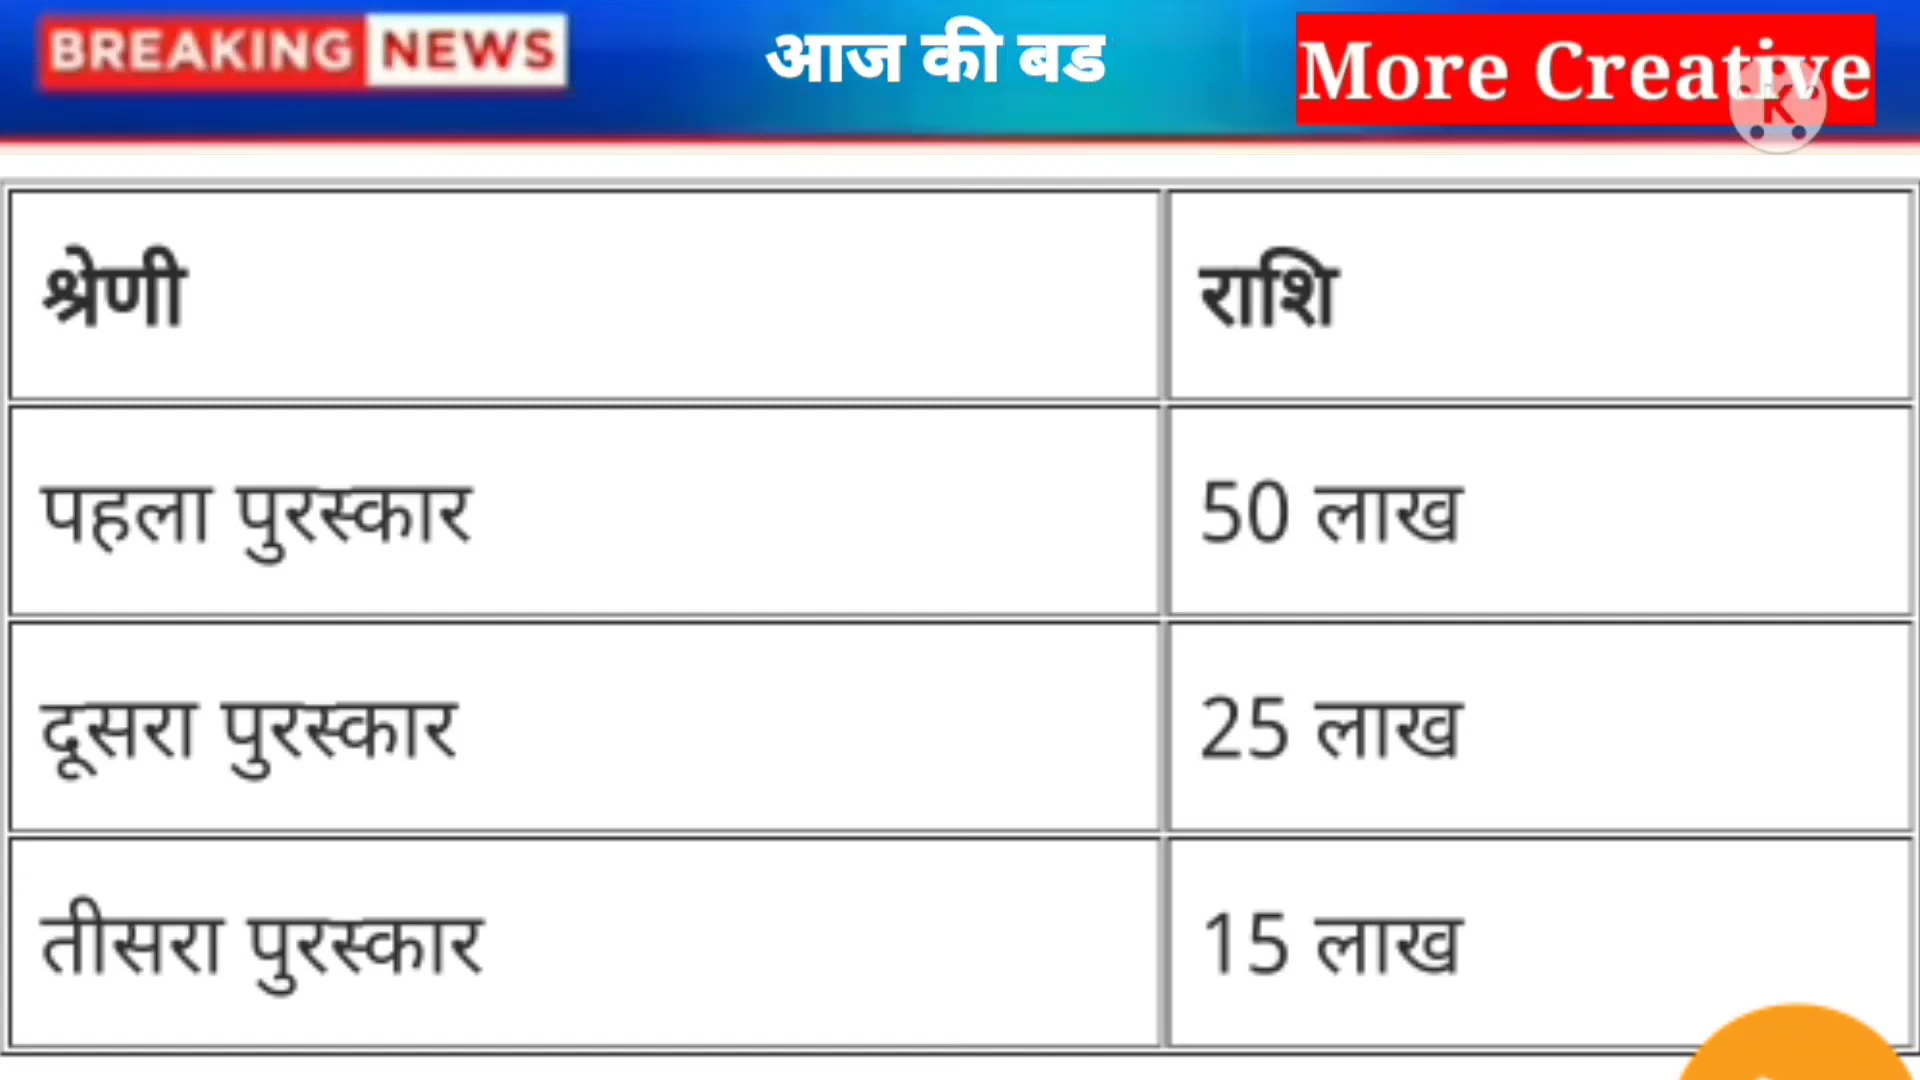 BREAKING NEWS आज की बड More Creative
K
श्रेणी राशि
पहला पुरस्कार 50 लाख
दूसरा पुरस्कार 25 लाख
तीसरा पुरस्कार 15 लाख